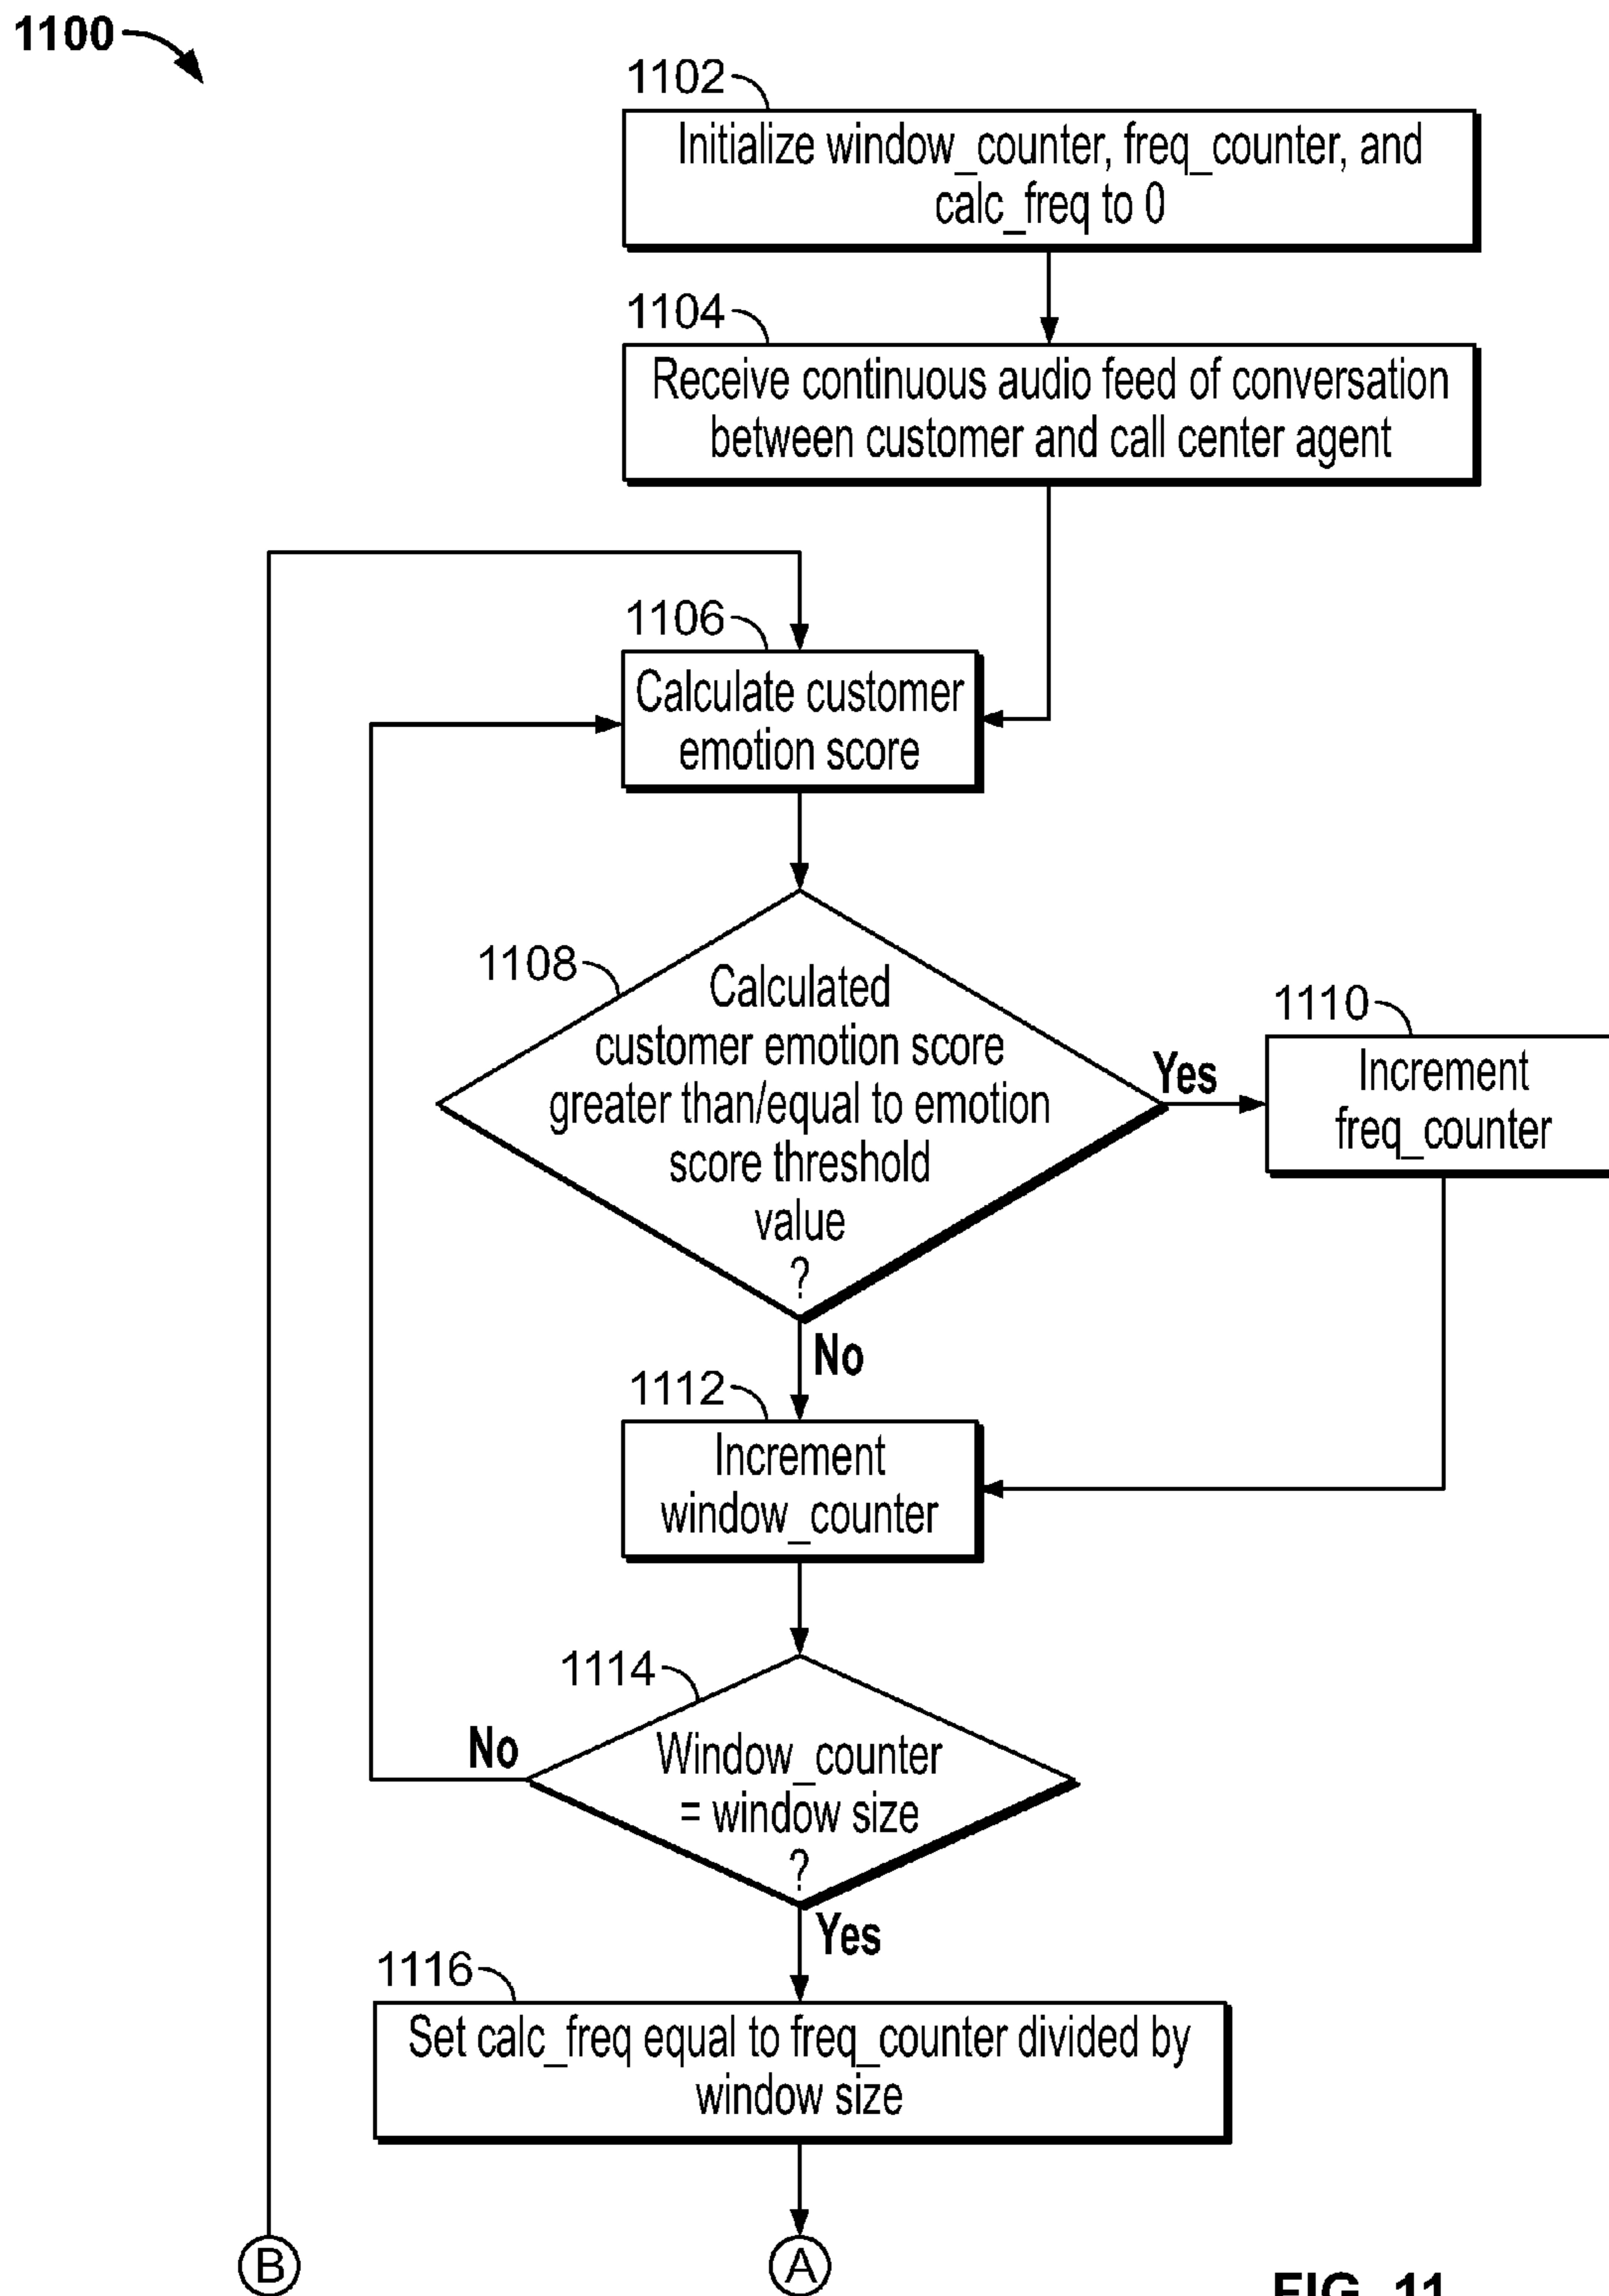 1100
1102
Initialize window_counter, freq_counter, and
calc_freq to 0
1104
Receive continuous audio feed of conversation
between customer and call center agent
1106
Calculate customer
emotion score
1108
Calculated
customer emotion score
greater than/equal to emotion
score threshold
value
?
Yes
1110
Increment
freq_counter
No
1112
Increment
window_counter
1114
No
Window_counter
= window size
?
Yes
1116
Set calc_freq equal to freq_counter divided by
window size
B
A
FIG. 11